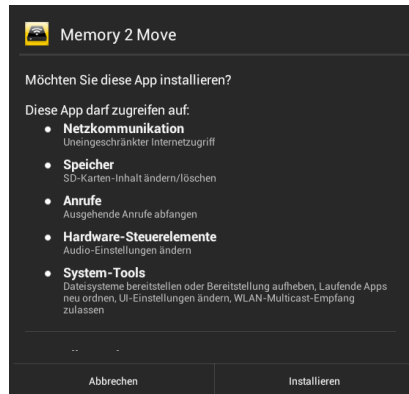 Memory 2 Move
Möchten Sie diese App installieren?
Diese App darf zugreifen auf:
Netzkommunikation
Uneingeschränkter Internetzugriff
Speicher
SD-Karten-Inhalt ändern/löschen
Anrufe
Ausgehende Anrufe abfangen
Hardware-Steuerelemente
Audio-Einstellungen ändern
System-Tools
Dateisysteme bereitstellen oder Bereitstellung aufheben, Laufende Apps
neu ordnen, UI-Einstellungen ändern, WLAN-Multicast-Empfang
zulassen
Abbrechen
Installieren